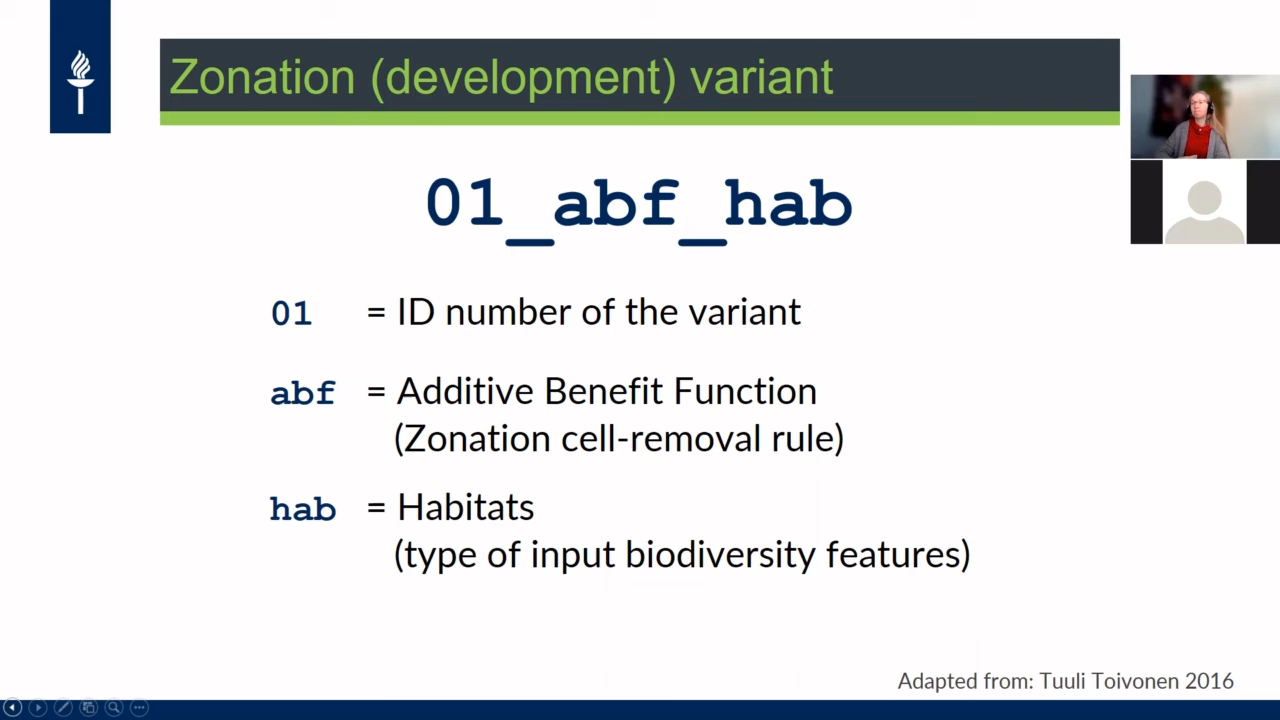 Zonation (development) variant
01_abf_hab
01 = ID number of the variant
abf = Additive Benefit Function
(Zonation cell-removal rule)
hab = Habitats
(type of input biodiversity features)
Adapted from: Tuuli Toivonen 2016